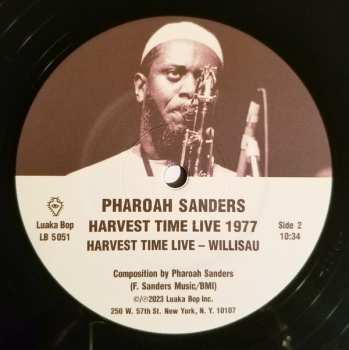 PHAROAH SANDERS
HARVEST TIME LIVE 1977
HARVEST TIME LIVE – WILLISAU
Luaka Bop
LB 5051
Side 2
10:34
Composition by Pharoah Sanders
(F. Sanders Music/BMI)
©/℗2023 Luaka Bop Inc.
250 W. 57th St. New York, N.Y. 10107